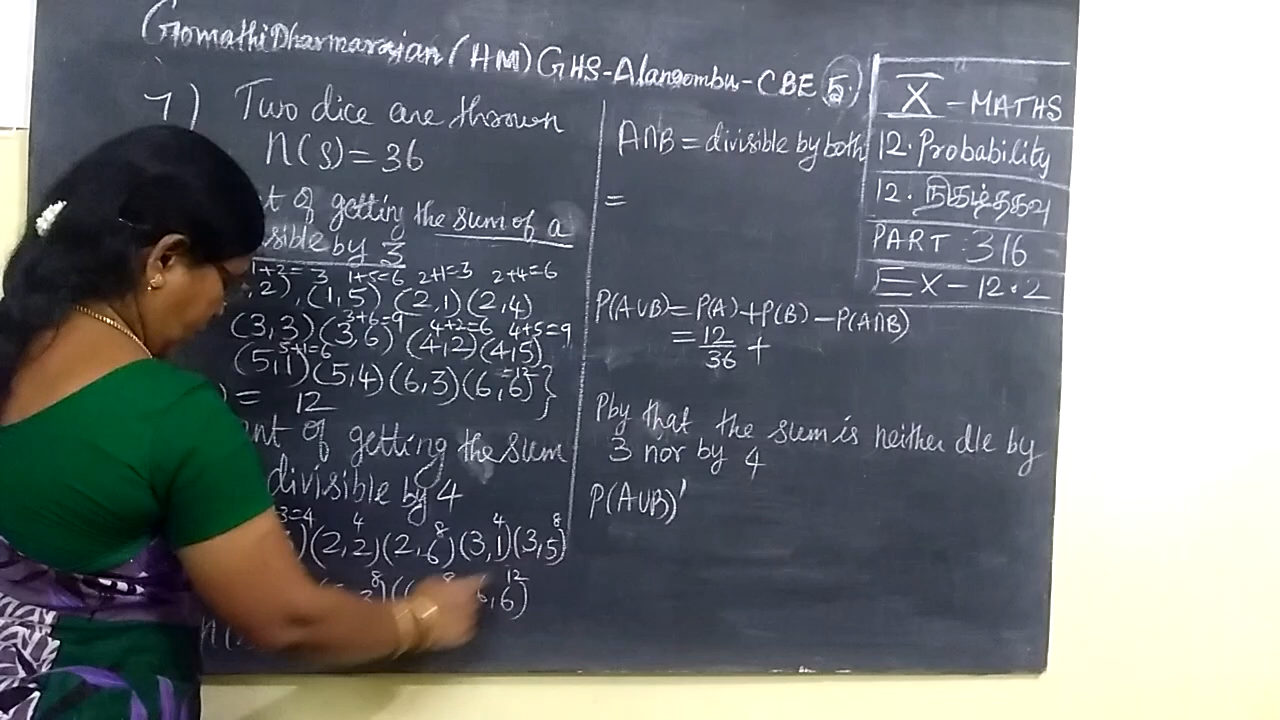 Gomathi Dharmarajan (HM) GHS-Alangombu-CBE 5.)
7) Two dice are thrown
n(s)=36
of getting the sum of a
by 3
1+2=3 1+5=6 2+1=3 2+4=6
,2),(1,5)(2,1)(2,4)
3+6=9 4+2=6 4+5=9
(3,3)(3,6)(4,2)(4,5)
5+1=6 =12
(5,1)(5,4)(6,3)(6,6)}
= 12
of getting the sum
divisible by 4
3=4 4 8 4 8
)(2,2)(2,6)(3,1)(3,5)
8 8 12
6,6)
A∩B = divisible by both
=
P(A∪B)=P(A)+P(B)-P(A∩B)
= 12/36 +
Pby that the sum is neither dle by
3 nor by 4
P(A∪B)'
X - MATHS
12. Probability
12. நிகழ்தகவு
PART : 316
EX - 12.2